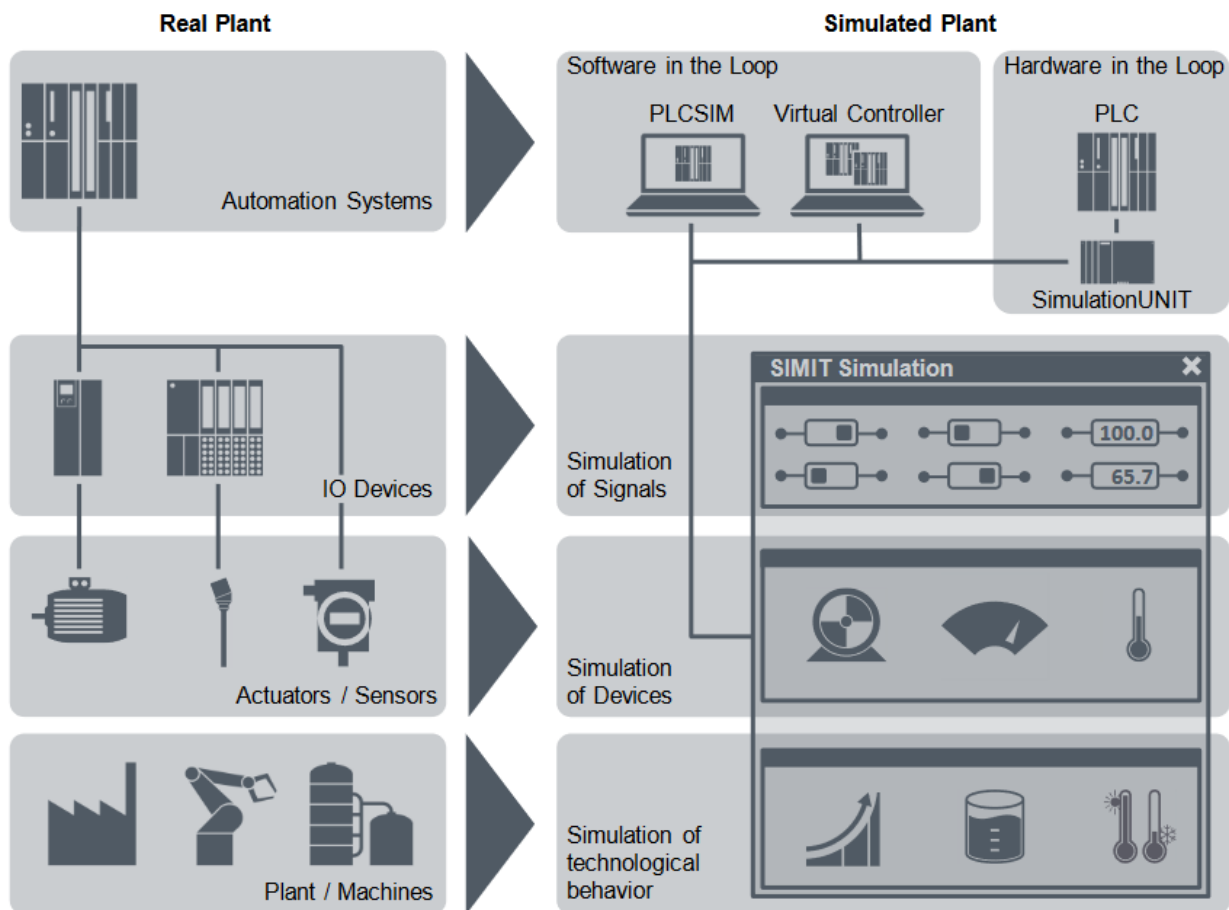 Real Plant
Simulated Plant
Automation Systems
Software in the Loop
PLCSIM
Virtual Controller
Hardware in the Loop
PLC
SimulationUNIT
IO Devices
Simulation
of Signals
SIMIT Simulation
100.0
65.7
Actuators / Sensors
Simulation
of Devices
Plant / Machines
Simulation of
technological
behavior